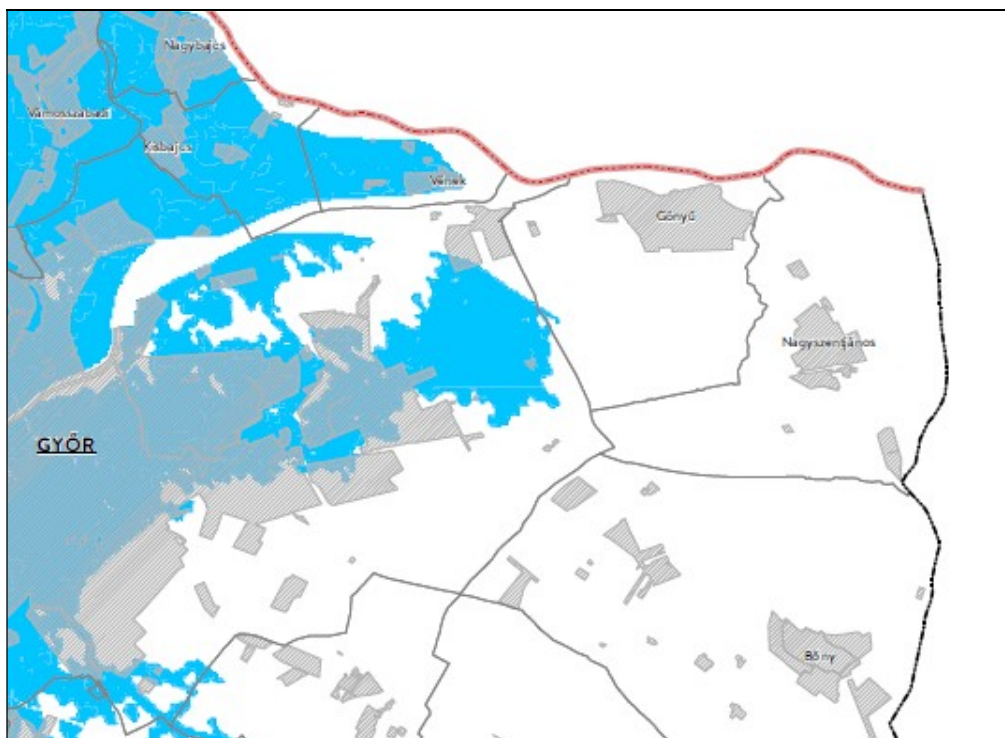 Nagybajcs
Vámosszabadi
Kisbajcs
Vének
Gönyű
Nagyszentjános
GYŐR
Bőny